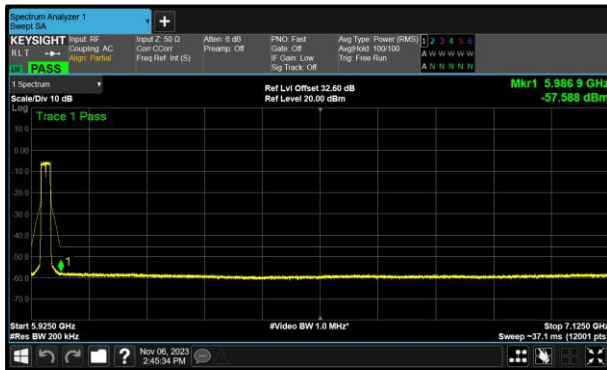 Spectrum Analyzer 1
Swept SA
KEYSIGHT
RLT
PASS
Input: RF
Coupling: AC
Align: Partial
Input Z: 50 Ω
Corr CCorr
Freq Ref: Int (S)
Atten: 6 dB
Preamp: Off
PNO: Fast
Gate: Off
IF Gain: Low
Sig Track: Off
Avg Type: Power (RMS)
Avg|Hold: 100/100
Trig: Free Run
1 2 3 4 5 6
A W W W W W
A N N N N N
1 Spectrum
Scale/Div 10 dB
Log
Ref Lvl Offset 32.60 dB
Ref Level 20.00 dBm
Mkr1 5.986 9 GHz
-57.588 dBm
Trace 1 Pass
10.0
0.00
-10.0
-20.0
-30.0
-40.0
-50.0
-60.0
-70.0
1
Start 5.9250 GHz
#Res BW 200 kHz
#Video BW 1.0 MHz*
Stop 7.1250 GHz
Sweep ~37.1 ms (12001 pts)
Nov 06, 2023
2:45:34 PM